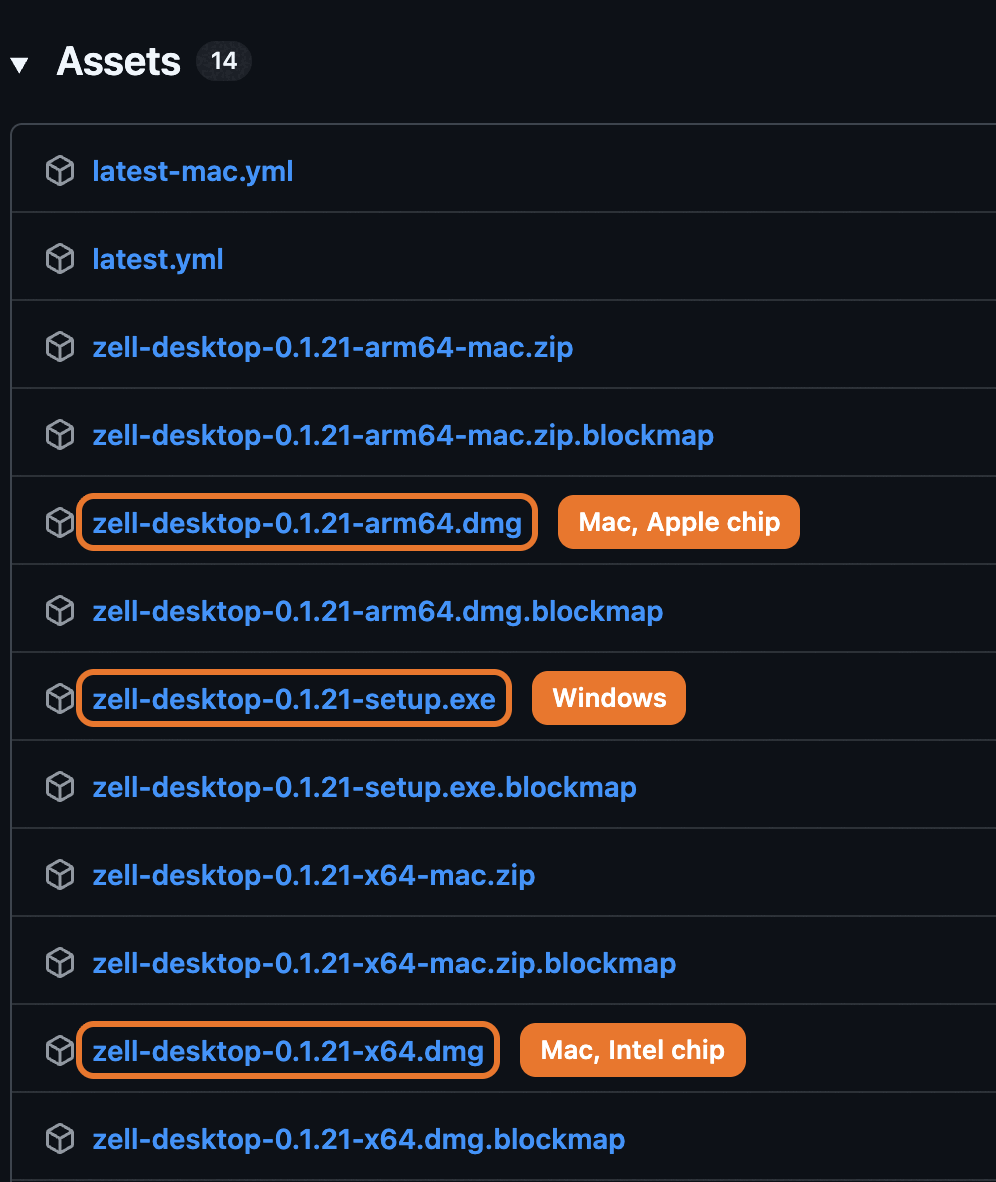 Assets 14
latest-mac.yml
latest.yml
zell-desktop-0.1.21-arm64-mac.zip
zell-desktop-0.1.21-arm64-mac.zip.blockmap
zell-desktop-0.1.21-arm64.dmg Mac, Apple chip
zell-desktop-0.1.21-arm64.dmg.blockmap
zell-desktop-0.1.21-setup.exe Windows
zell-desktop-0.1.21-setup.exe.blockmap
zell-desktop-0.1.21-x64-mac.zip
zell-desktop-0.1.21-x64-mac.zip.blockmap
zell-desktop-0.1.21-x64.dmg Mac, Intel chip
zell-desktop-0.1.21-x64.dmg.blockmap